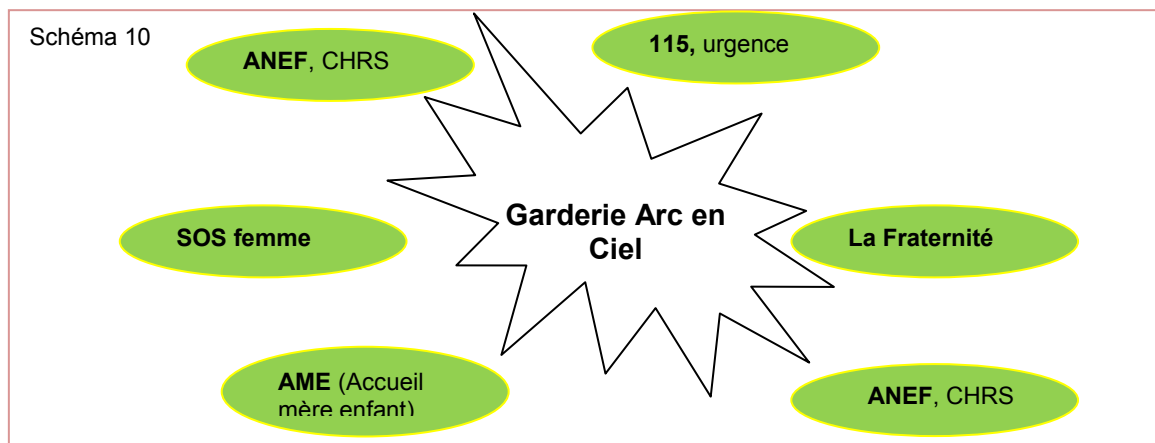 Schéma 10
ANEF, CHRS
115, urgence
SOS femme
Garderie Arc en
Ciel
La Fraternité
AME (Accueil
mère enfant)
ANEF, CHRS